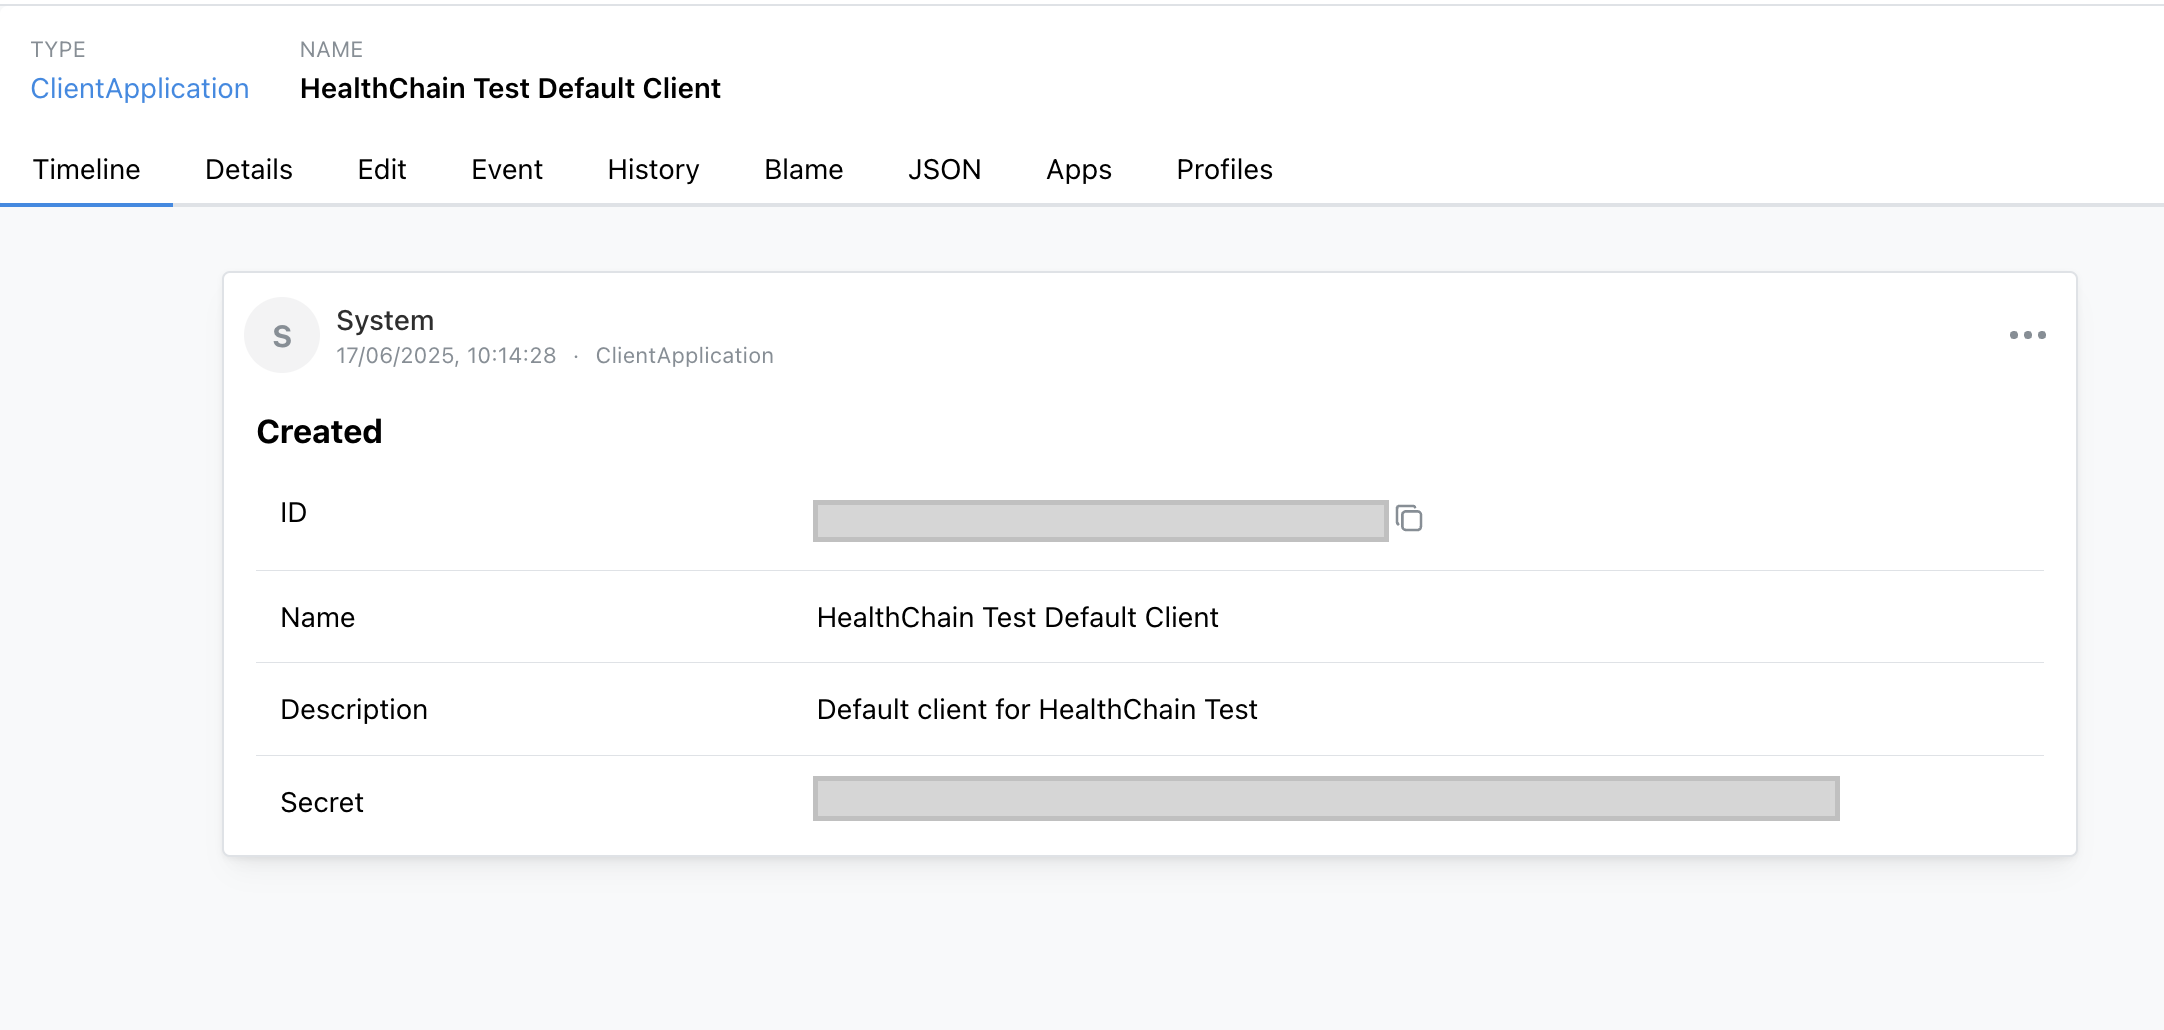 TYPE NAME
ClientApplication HealthChain Test Default Client
Timeline Details Edit Event History Blame JSON Apps Profiles
S System
17/06/2025, 10:14:28 · ClientApplication
Created
ID
Name HealthChain Test Default Client
Description Default client for HealthChain Test
Secret